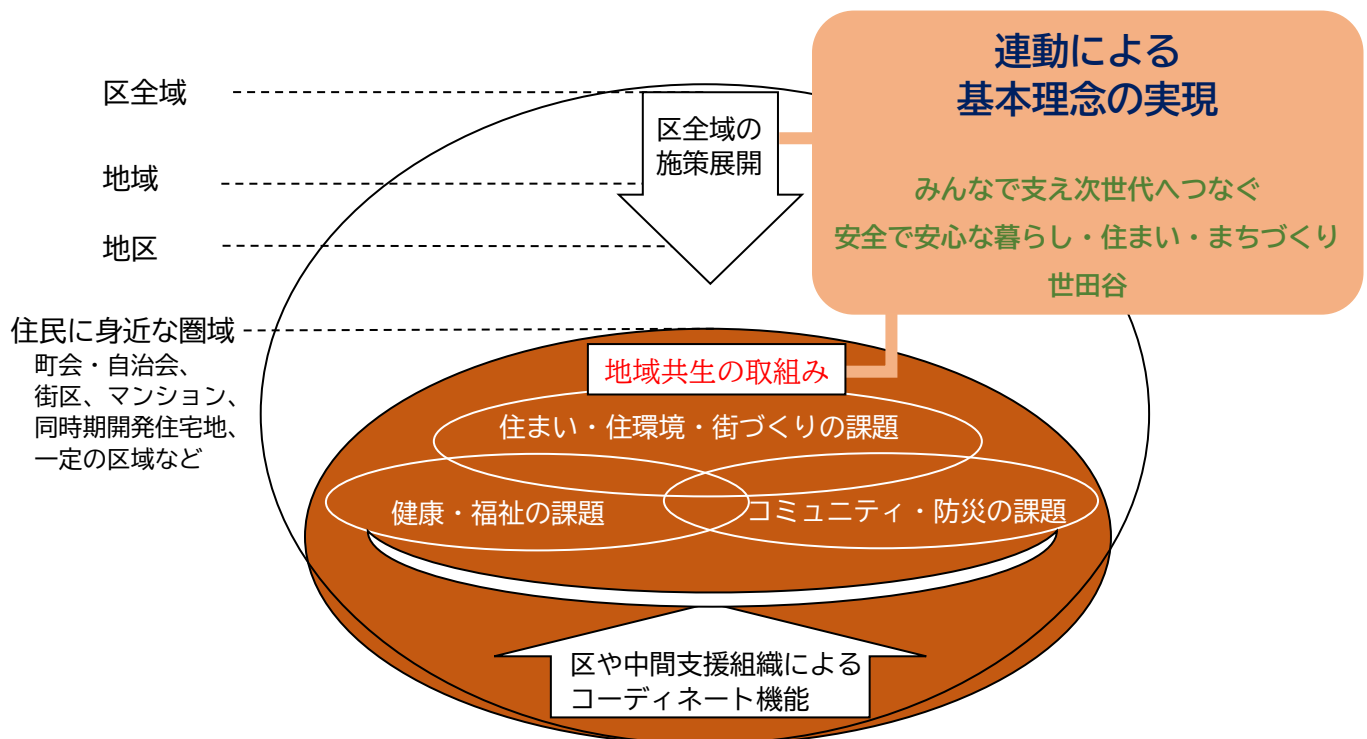 連動による
基本理念の実現
みんなで支え次世代へつなぐ
安全で安心な暮らし・住まい・まちづくり
世田谷
区全域
地域
地区
住民に身近な圏域
町会・自治会、
街区、マンション、
同時期開発住宅地、
一定の区域など
区全域の
施策展開
地域共生の取組み
住まい・住環境・街づくりの課題
健康・福祉の課題
コミュニティ・防災の課題
区や中間支援組織による
コーディネート機能